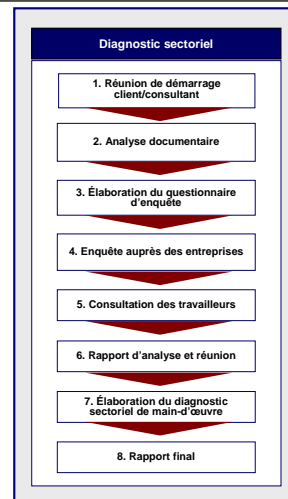 Diagnostic sectoriel
1. Réunion de démarrage
client/consultant
2. Analyse documentaire
3. Élaboration du questionnaire
d'enquête
4. Enquête auprès des entreprises
5. Consultation des travailleurs
6. Rapport d'analyse et réunion
7. Élaboration du diagnostic
sectoriel de main-d'œuvre
8. Rapport final